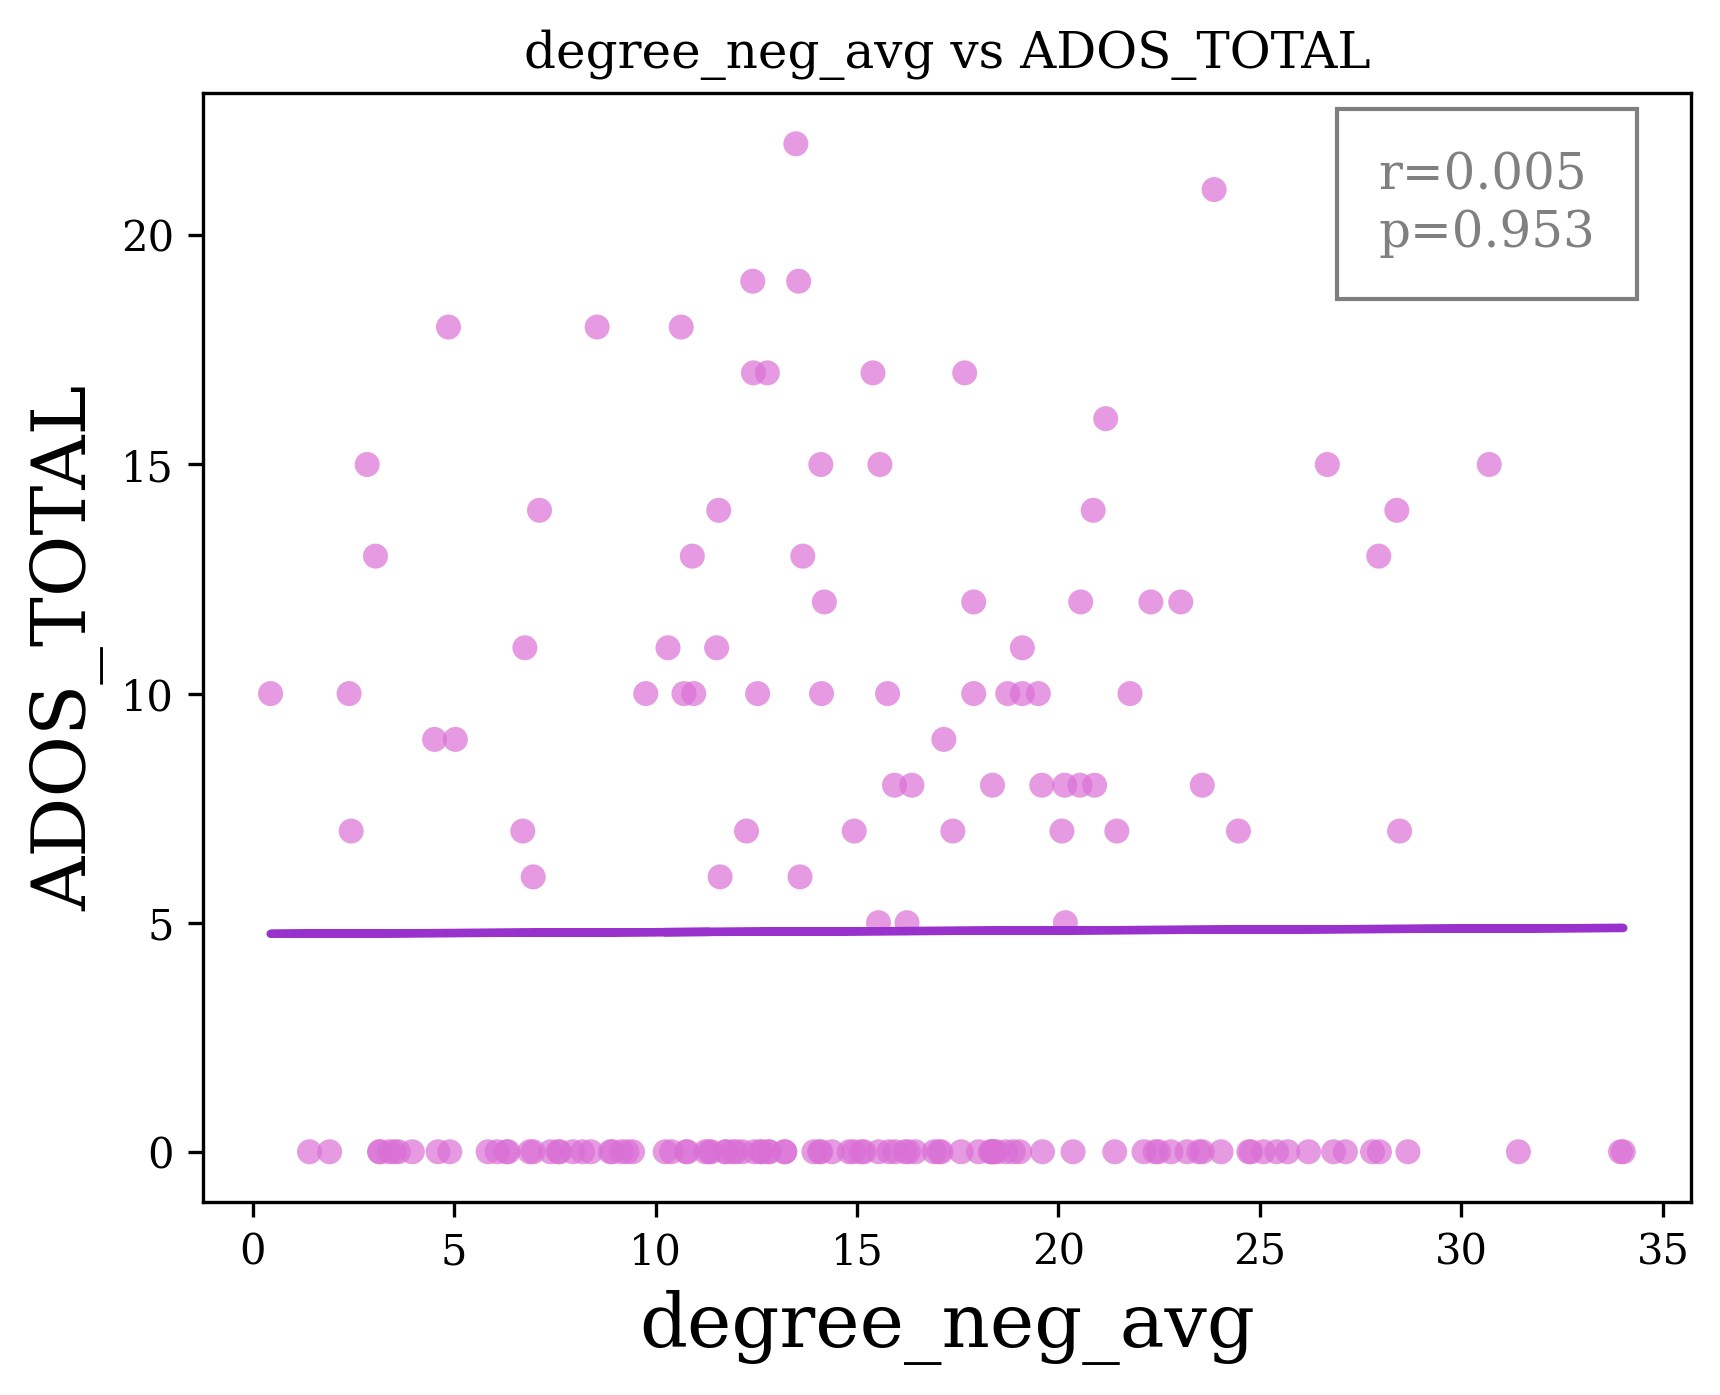 degree_neg_avg vs ADOS_TOTAL
r=0.005
p=0.953
20
15
10
5
0
ADOS_TOTAL
0 5 10 15 20 25 30 35
degree_neg_avg